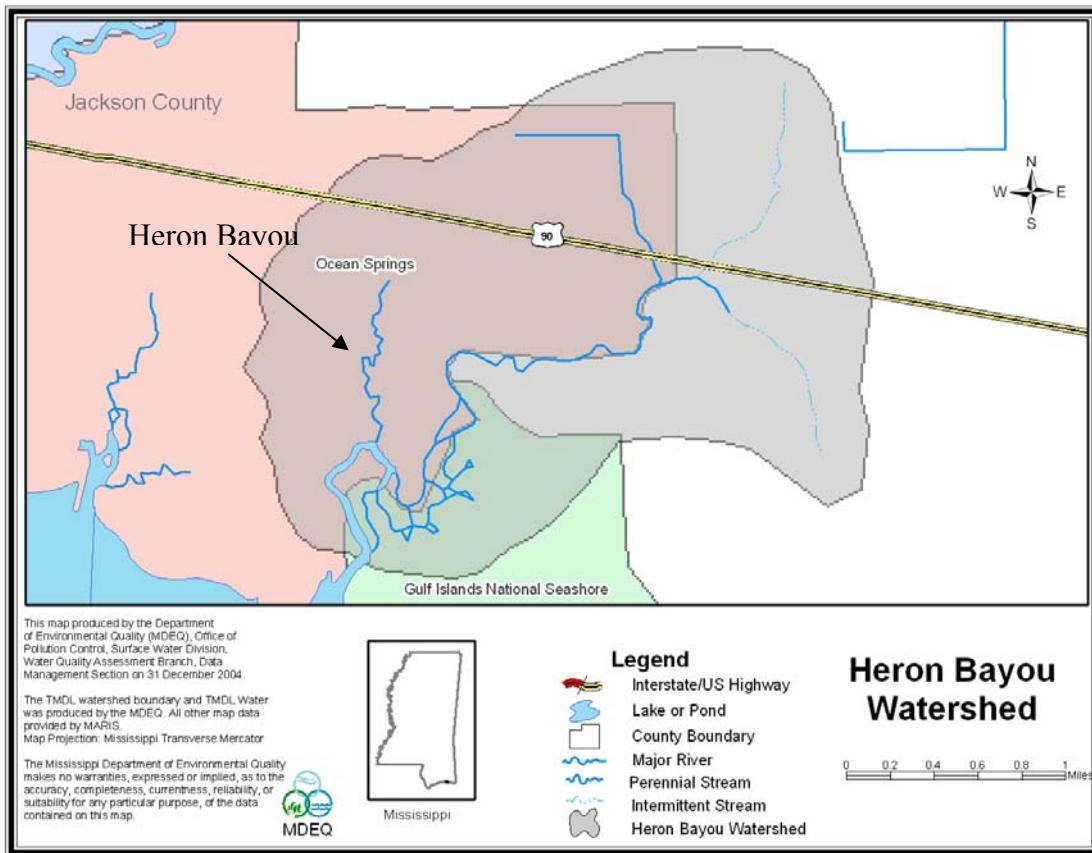 Jackson County
N
W E
S
90
Heron Bayou
Ocean Springs
Gulf Islands National Seashore
This map produced by the Department
of Environmental Quality (MDEQ), Office of
Pollution Control, Surface Water Division,
Water Quality Assessment Branch, Data
Management Section on 31 December 2004.
The TMDL watershed boundary and TMDL Water
was produced by the MDEQ. All other map data
provided by MARIS.
Map Projection: Mississippi Transverse Mercator
The Mississippi Department of Environmental Quality
makes no warranties, expressed or implied, as to the
accuracy, completeness, currentness, reliability, or
suitability for any particular purpose, of the data
contained on this map.
MDEQ
Mississippi
Legend
Interstate/US Highway
Lake or Pond
County Boundary
Major River
Perennial Stream
Intermittent Stream
Heron Bayou Watershed
Heron Bayou
Watershed
0 0.2 0.4 0.6 0.8 1
Miles